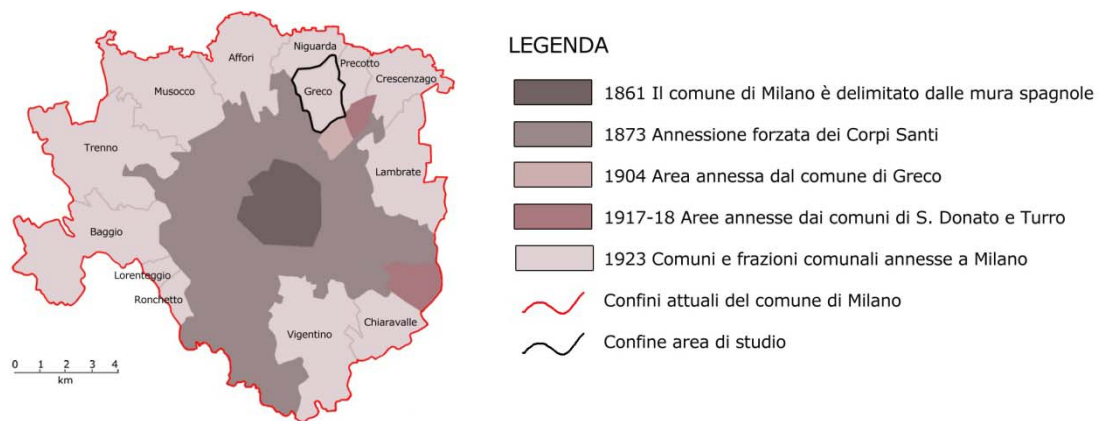 Affori
Niguarda
Precotto
Crescenzago
Musocco
Greco
Trenno
Lambrate
Baggio
Lorenteggio
Ronchetto
Vigentino
Chiaravalle
0 1 2 3 4
km
LEGENDA
1861 Il comune di Milano è delimitato dalle mura spagnole
1873 Annessione forzata dei Corpi Santi
1904 Area annessa dal comune di Greco
1917-18 Aree annesse dai comuni di S. Donato e Turro
1923 Comuni e frazioni comunali annesse a Milano
Confini attuali del comune di Milano
Confine area di studio